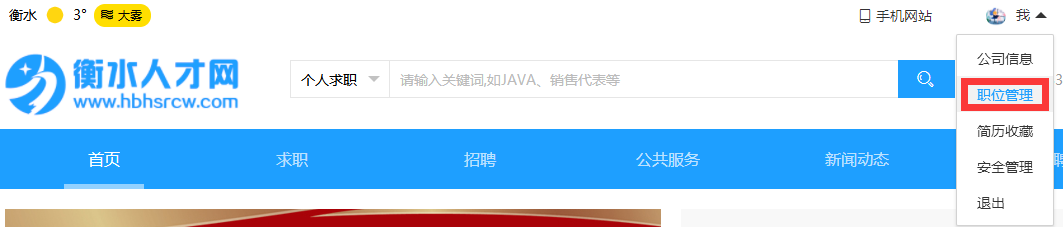 衡水 3° 大雾 手机网站 我
衡水人才网
www.hbhsrcw.com
个人求职 请输入关键词,如JAVA、销售代表等
首页 求职 招聘 公共服务 新闻动态
公司信息
职位管理
简历收藏
安全管理
退出